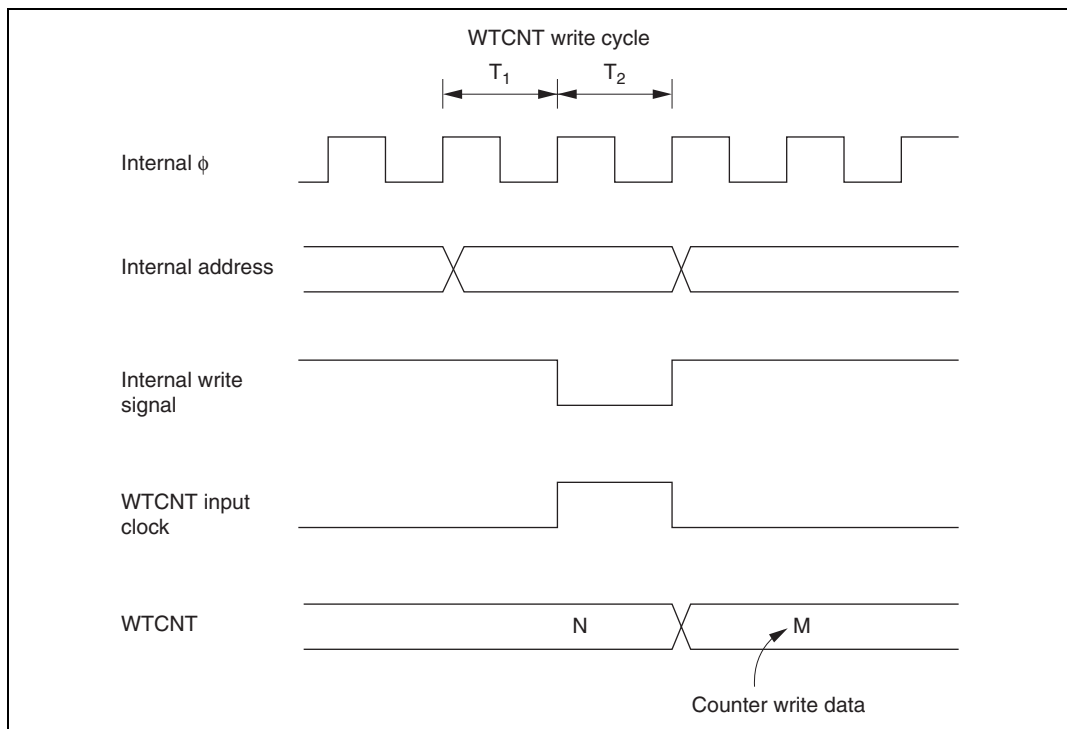 WTCNT write cycle
T1 T2
Internal ϕ
Internal address
Internal write
signal
WTCNT input
clock
WTCNT
N M
Counter write data